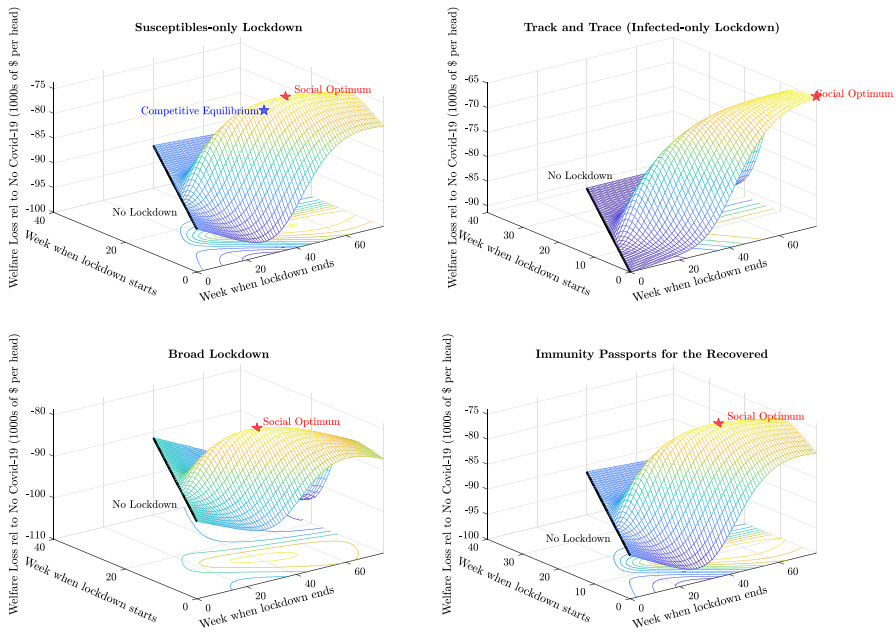 Susceptibles-only Lockdown
Welfare Loss rel to No Covid-19 (1000s of $ per head)
-75
-80
-85
-90
-95
-100
Social Optimum
Competitive Equilibrium
No Lockdown
40
20
0
Week when lockdown starts
0
20
40
60
Week when lockdown ends
Track and Trace (Infected-only Lockdown)
Welfare Loss rel to No Covid-19 (1000s of $ per head)
-65
-70
-75
-80
-85
-90
Social Optimum
No Lockdown
40
30
20
10
0
Week when lockdown starts
0
20
40
60
Week when lockdown ends
Broad Lockdown
Welfare Loss rel to No Covid-19 (1000s of $ per head)
-80
-90
-100
-110
Social Optimum
No Lockdown
40
20
0
Week when lockdown starts
0
20
40
60
Week when lockdown ends
Immunity Passports for the Recovered
Welfare Loss rel to No Covid-19 (1000s of $ per head)
-75
-80
-85
-90
-95
-100
Social Optimum
No Lockdown
40
30
20
10
0
Week when lockdown starts
0
20
40
60
Week when lockdown ends